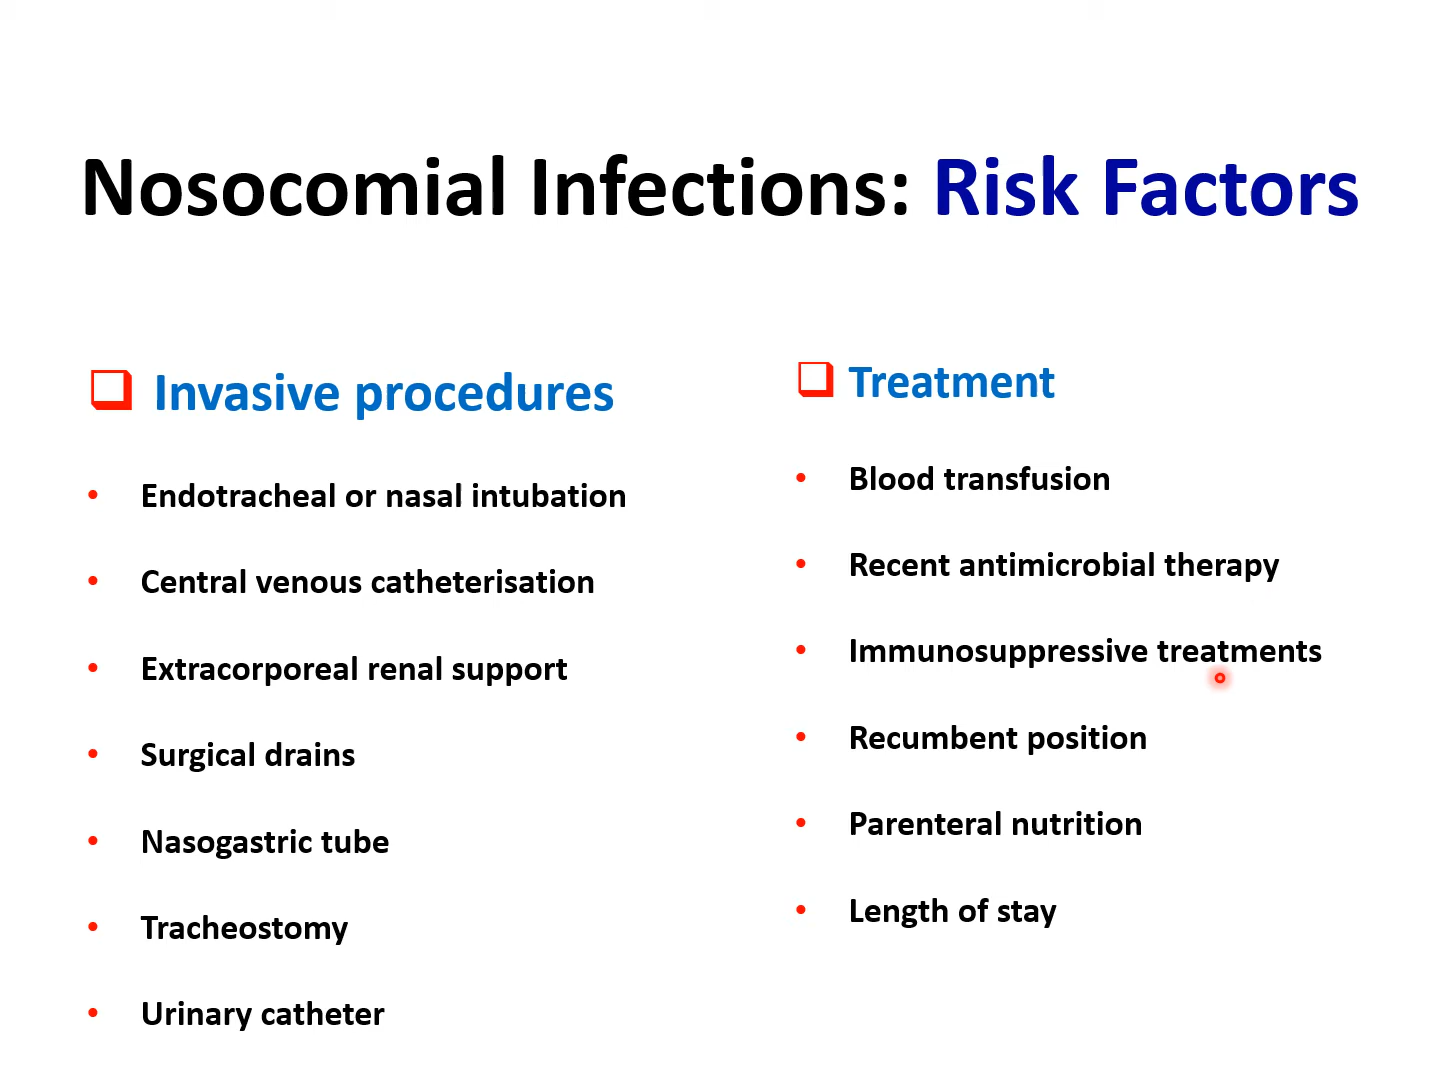 Nosocomial Infections: Risk Factors
❑ Invasive procedures
• Endotracheal or nasal intubation
• Central venous catheterisation
• Extracorporeal renal support
• Surgical drains
• Nasogastric tube
• Tracheostomy
• Urinary catheter
❑ Treatment
• Blood transfusion
• Recent antimicrobial therapy
• Immunosuppressive treatments
• Recumbent position
• Parenteral nutrition
• Length of stay